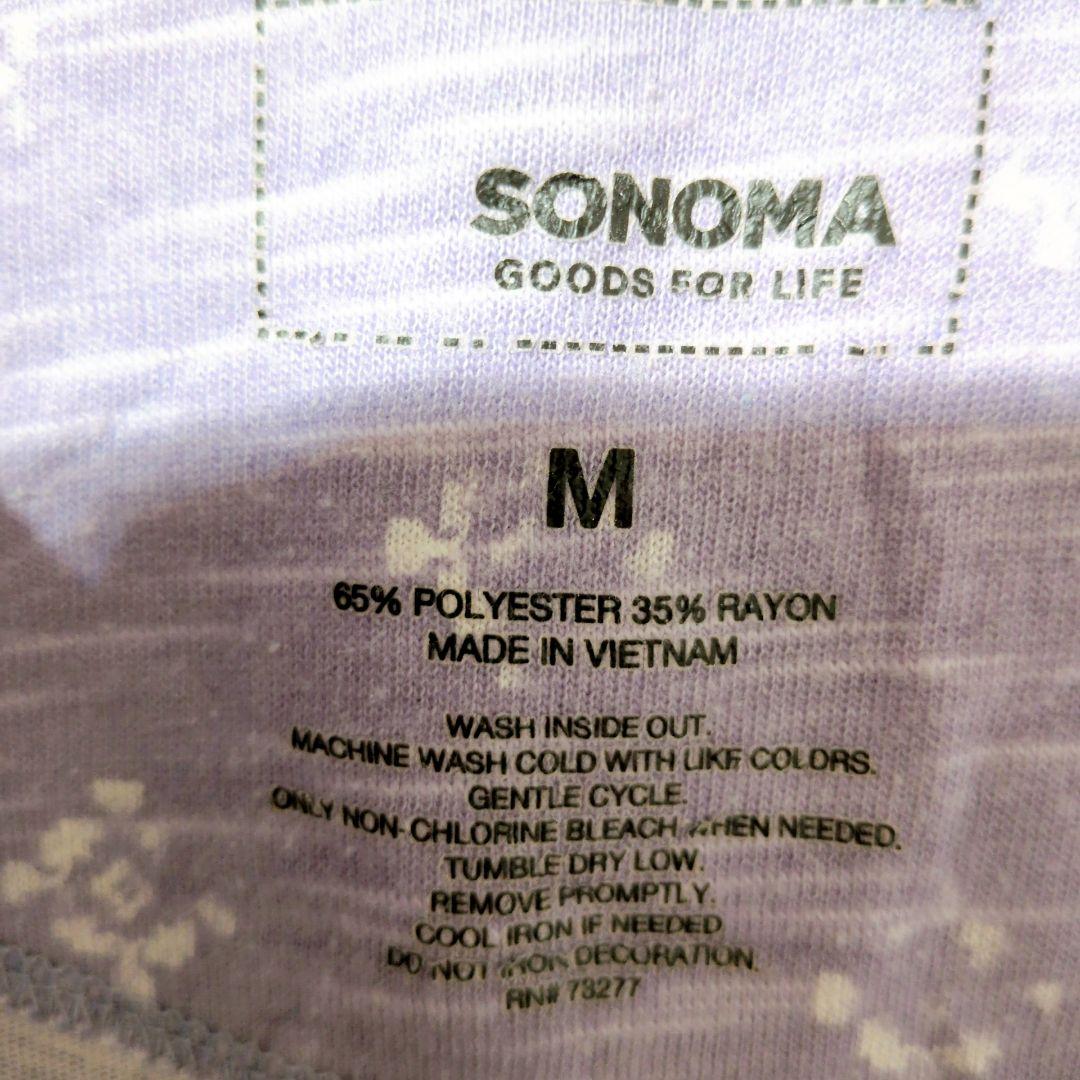 SONOMA
GOODS FOR LIFE
M
65% POLYESTER 35% RAYON
MADE IN VIETNAM
WASH INSIDE OUT.
MACHINE WASH COLD WITH LIKE COLORS.
GENTLE CYCLE.
ONLY NON-CHLORINE BLEACH WHEN NEEDED.
TUMBLE DRY LOW.
REMOVE PROMPTLY.
COOL IRON IF NEEDED
DO NOT IRON DECORATION.
RN# 73277